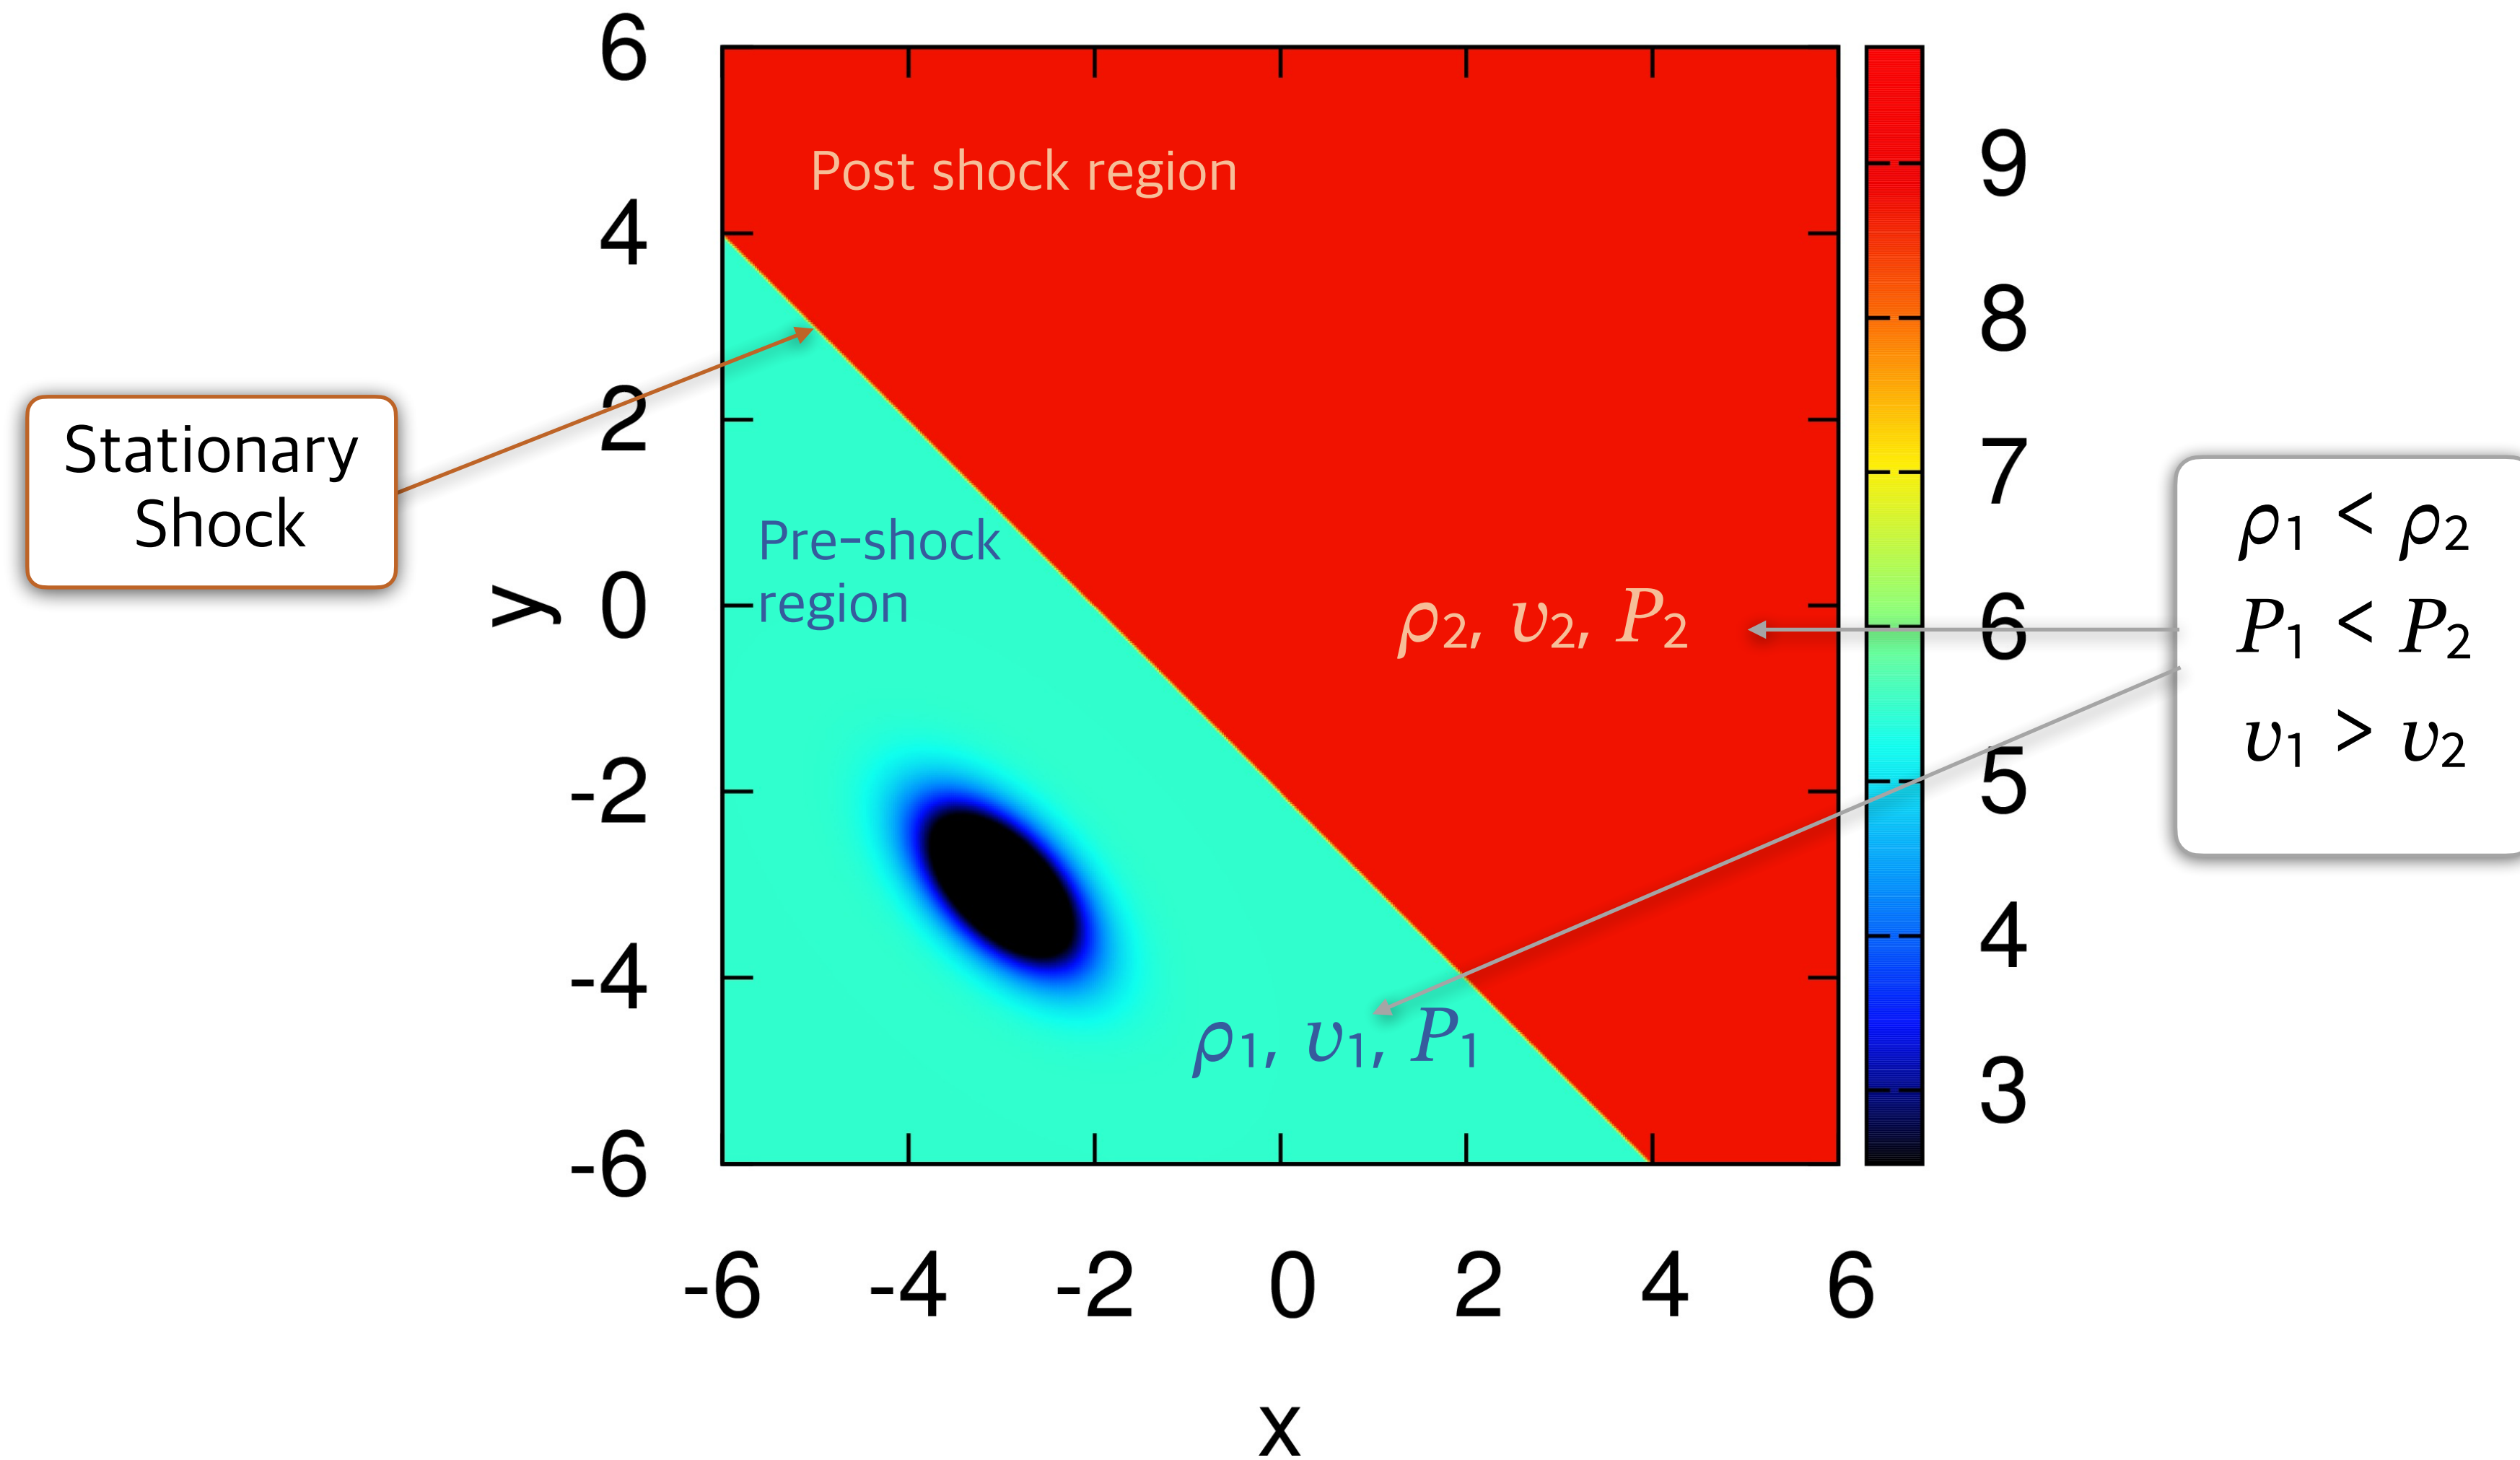 6
4
2
0
-2
-4
-6
y
-6 -4 -2 0 2 4 6
x
9
8
7
6
5
4
3
Post shock region
Stationary
Shock
Pre-shock
region
ρ₂, υ₂, P₂
ρ₁, υ₁, P₁
ρ₁ < ρ₂
P₁ < P₂
υ₁ > υ₂